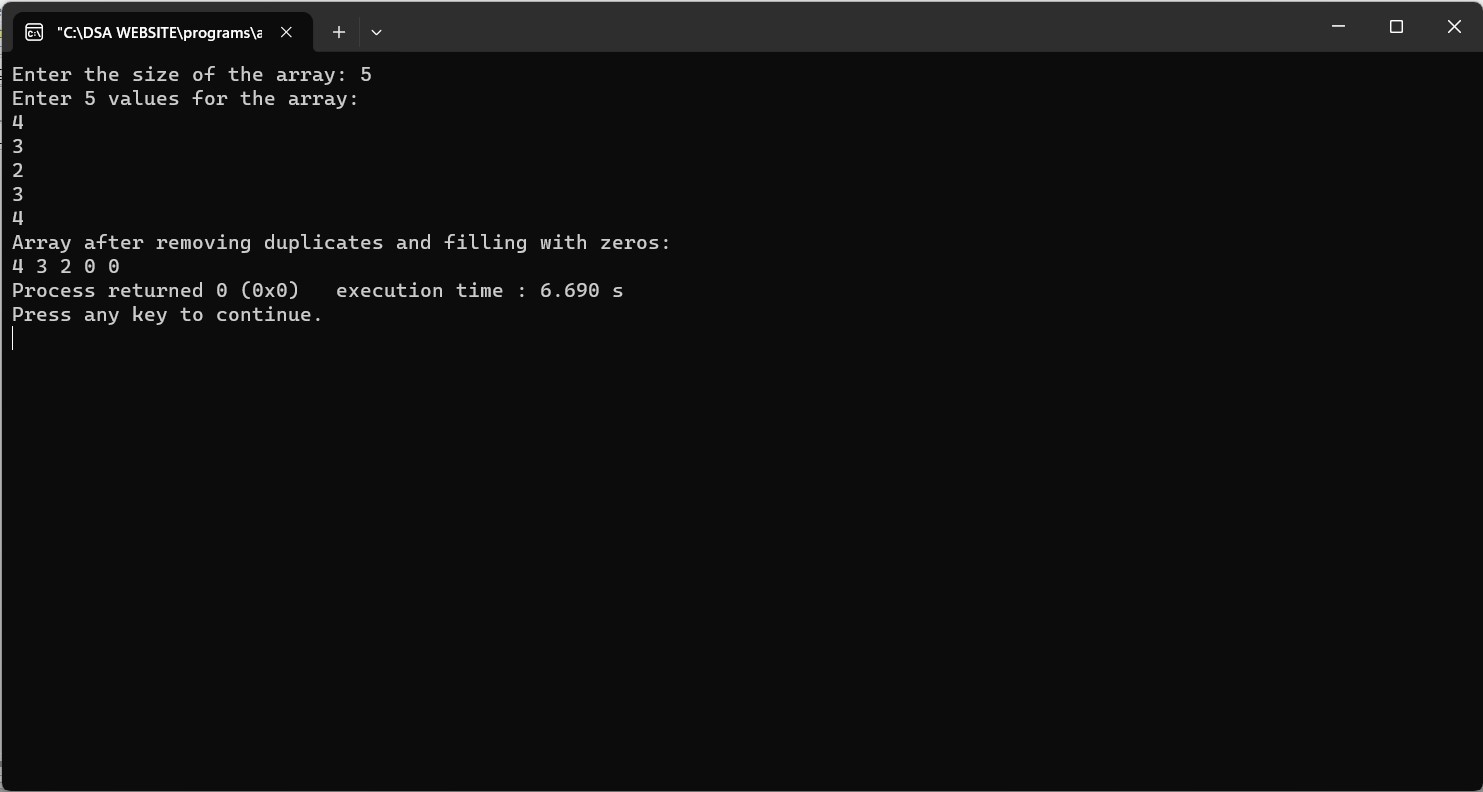 "C:\DSA WEBSITE\programs\a
Enter the size of the array: 5
Enter 5 values for the array:
4
3
2
3
4
Array after removing duplicates and filling with zeros:
4 3 2 0 0
Process returned 0 (0x0)   execution time : 6.690 s
Press any key to continue.